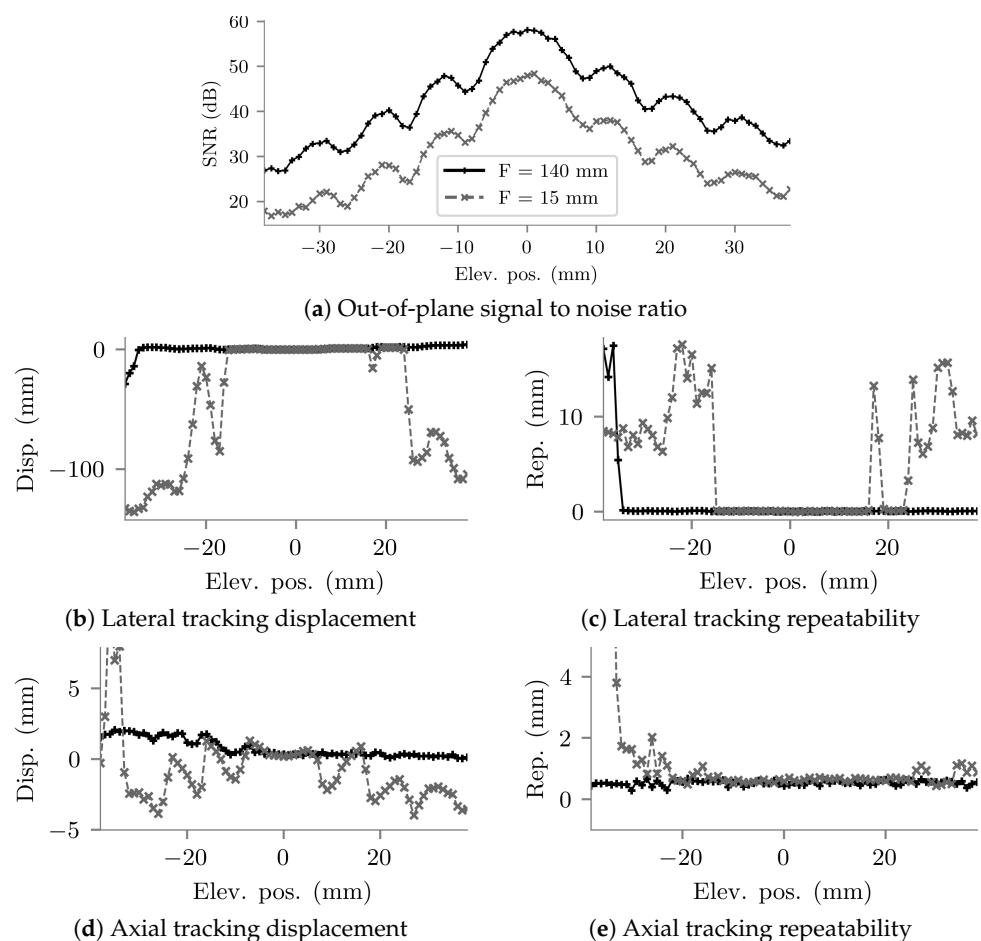 60
50
40
30
20
SNR (dB)
F = 140 mm
F = 15 mm
−30 −20 −10 0 10 20 30
Elev. pos. (mm)
(a) Out-of-plane signal to noise ratio
0
−100
Disp. (mm)
−20 0 20
Elev. pos. (mm)
(b) Lateral tracking displacement
10
0
Rep. (mm)
−20 0 20
Elev. pos. (mm)
(c) Lateral tracking repeatability
5
0
−5
Disp. (mm)
−20 0 20
Elev. pos. (mm)
(d) Axial tracking displacement
4
2
0
Rep. (mm)
−20 0 20
Elev. pos. (mm)
(e) Axial tracking repeatability